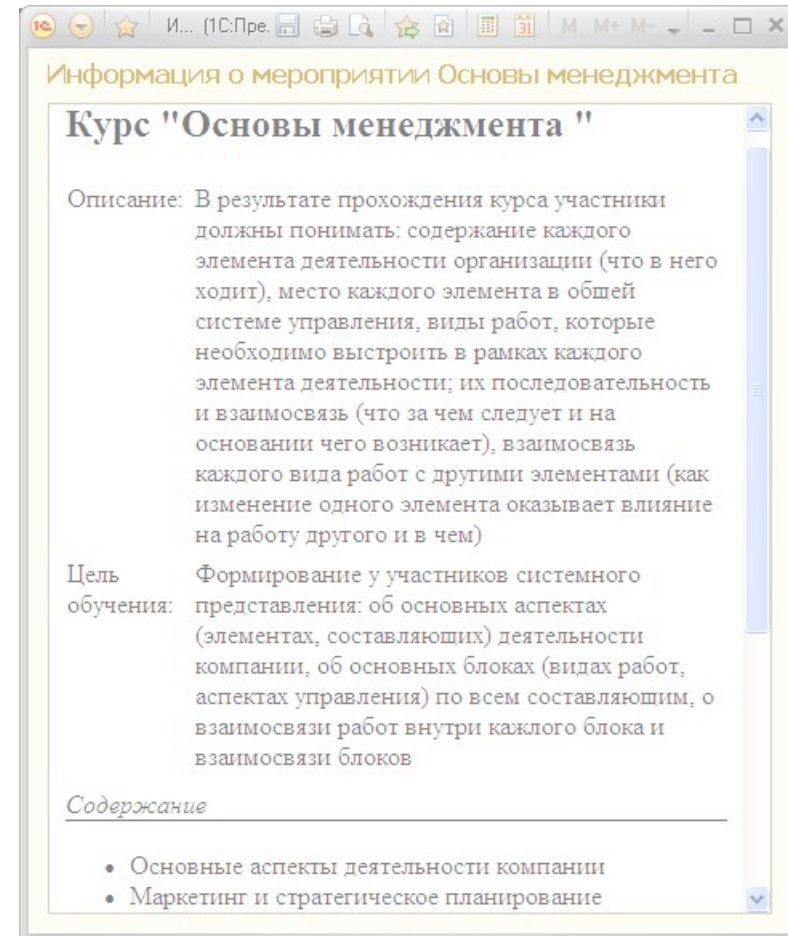 И... (1С:Пре.
31
M M+ M-
Информация о мероприятии Основы менеджмента
Курс "Основы менеджмента "
Описание: В результате прохождения курса участники
должны понимать: содержание каждого
элемента деятельности организации (что в него
ходит), место каждого элемента в общей
системе управления, виды работ, которые
необходимо выстроить в рамках каждого
элемента деятельности; их последовательность
и взаимосвязь (что за чем следует и на
основании чего возникает), взаимосвязь
каждого вида работ с другими элементами (как
изменение одного элемента оказывает влияние
на работу другого и в чем)
Цель обучения: Формирование у участников системного
представления: об основных аспектах
(элементах, составляющих) деятельности
компании, об основных блоках (видах работ,
аспектах управления) по всем составляющим, о
взаимосвязи работ внутри кажлого блока и
взаимосвязи блоков
Содержание
• Основные аспекты деятельности компании
• Маркетинг и стратегическое планирование